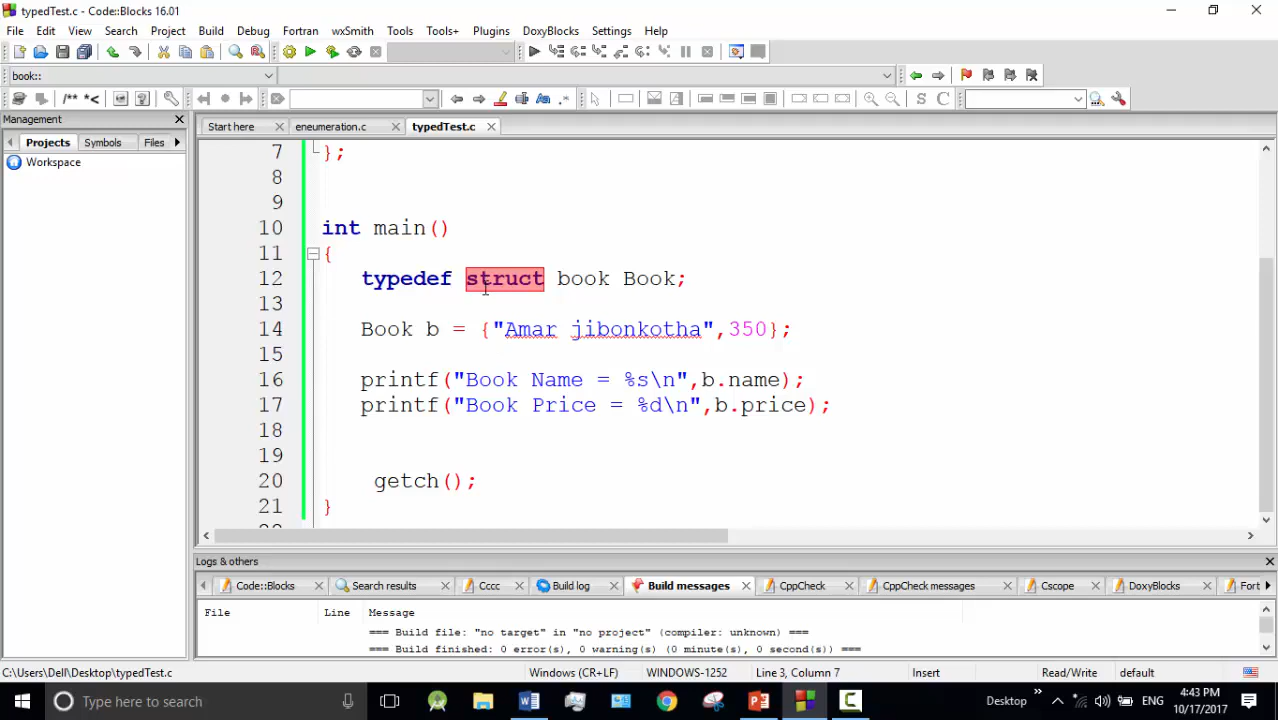 typedTest.c - Code::Blocks 16.01
File Edit View Search Project Build Debug Fortran wxSmith Tools Tools+ Plugins DoxyBlocks Settings Help
book::
/** *<
S C
Management
Start here eneumeration.c typedTest.c
Projects Symbols Files
Workspace
7 };
8
9
10 int main()
11 {
12 typedef struct book Book;
13
14 Book b = {"Amar jibonkotha",350};
15
16 printf("Book Name = %s\n",b.name);
17 printf("Book Price = %d\n",b.price);
18
19
20 getch();
21 }
22
Logs & others
Code::Blocks Search results Cccc Build log Build messages CppCheck CppCheck messages Cscope DoxyBlocks Fort
File Line Message
=== Build file: "no target" in "no project" (compiler: unknown) ===
=== Build finished: 0 error(s), 0 warning(s) (0 minute(s), 0 second(s)) ===
C:\Users\Dell\Desktop\typedTest.c Windows (CR+LF) WINDOWS-1252 Line 3, Column 7 Insert Read/Write default
Type here to search Desktop ENG 4:43 PM
10/17/2017